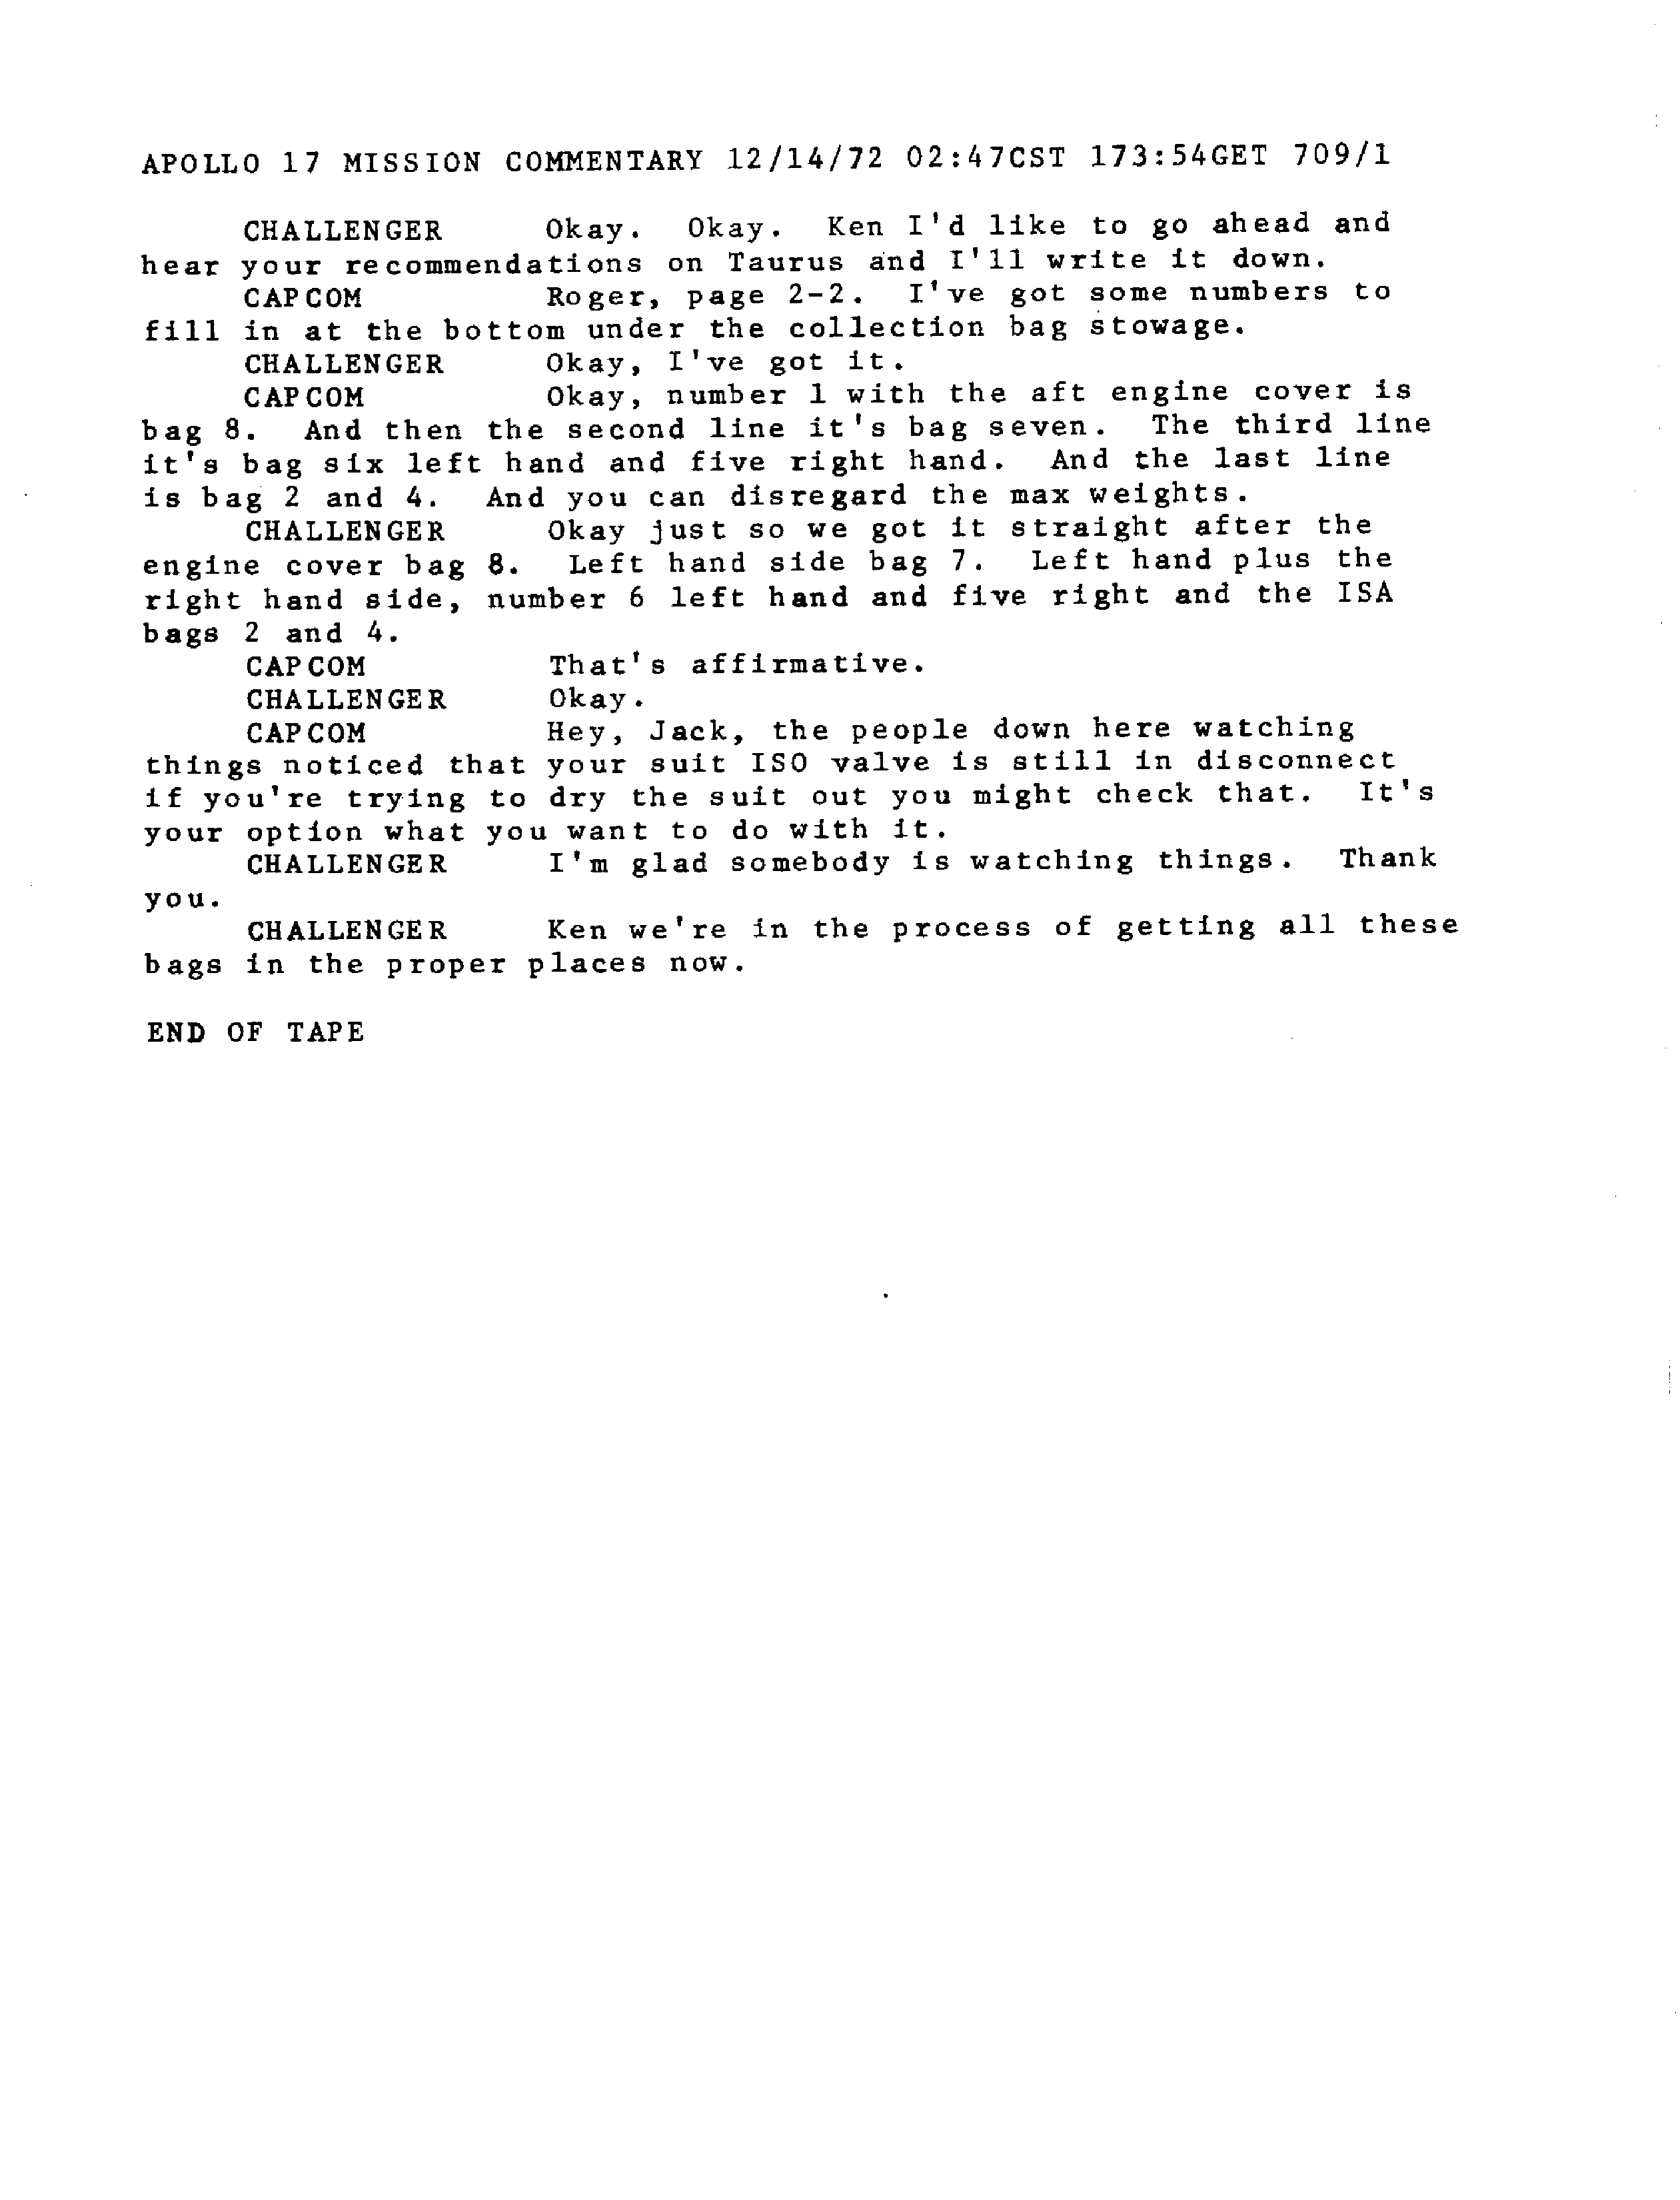 APOLLO 17 MISSION COMMENTARY 12/14/72 02:47CST 173:54GET 709/1
CHALLENGER Okay. Okay. Ken I'd like to go ahead and
hear your recommendations on Taurus and I'll write it down.
CAPCOM Roger, page 2-2. I've got some numbers to
fill in at the bottom under the collection bag stowage.
CHALLENGER Okay, I've got it.
CAPCOM Okay, number 1 with the aft engine cover is
bag 8. And then the second line it's bag seven. The third line
it's bag six left hand and five right hand. And the last line
is bag 2 and 4. And you can disregard the max weights.
CHALLENGER Okay just so we got it straight after the
engine cover bag 8. Left hand side bag 7. Left hand plus the
right hand side, number 6 left hand and five right and the ISA
bags 2 and 4.
CAPCOM That's affirmative.
CHALLENGER Okay.
CAPCOM Hey, Jack, the people down here watching
things noticed that your suit ISO valve is still in disconnect
if you're trying to dry the suit out you might check that. It's
your option what you want to do with it.
CHALLENGER I'm glad somebody is watching things. Thank
you.
CHALLENGER Ken we're in the process of getting all these
bags in the proper places now.
END OF TAPE